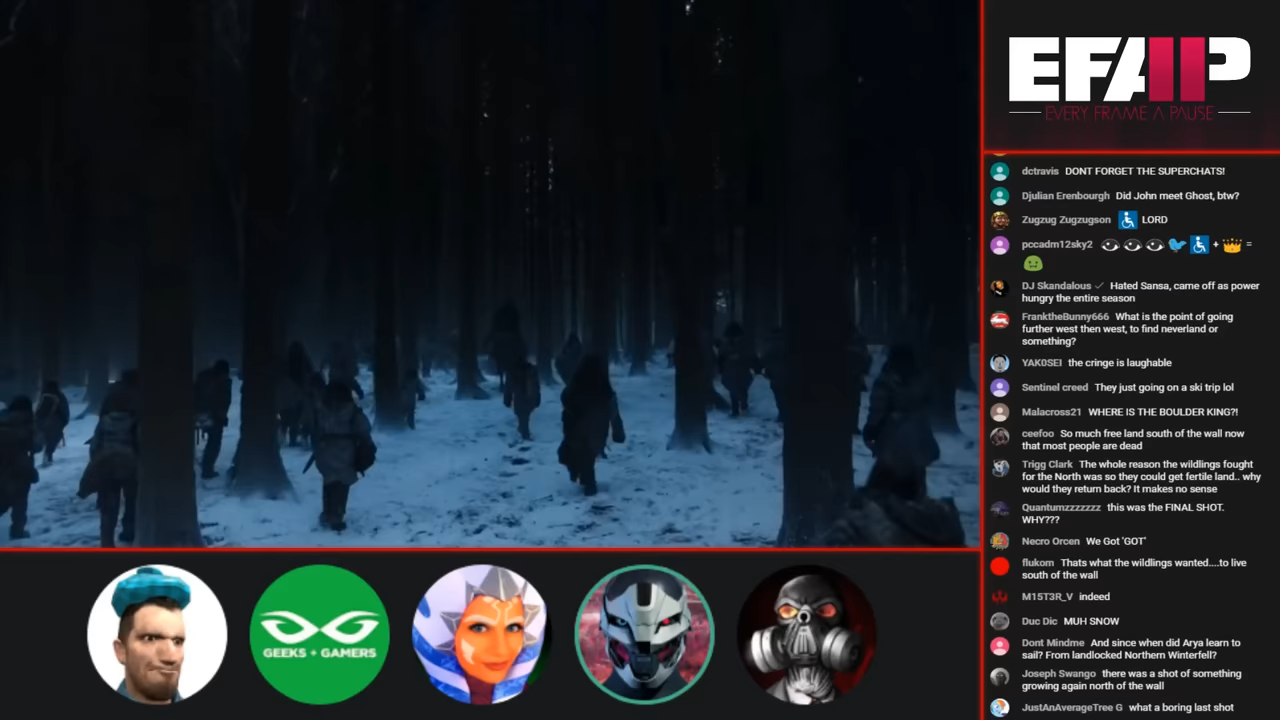 EFAP
EVERY FRAME A PAUSE
dctravis DONT FORGET THE SUPERCHATS!
Djulian Erenbourgh Did John meet Ghost, btw?
Zugzug Zugzugson ♿ LORD
pccadm12sky2 👁👁👁🐦♿ + 👑 =
🤢
DJ Skandalous ✓ Hated Sansa, came off as power
hungry the entire season
FranktheBunny666 What is the point of going
further west then west, to find neverland or
something?
YAK0SEI the cringe is laughable
Sentinel creed They just going on a ski trip lol
Malacross21 WHERE IS THE BOULDER KING?!
ceefoo So much free land south of the wall now
that most people are dead
Trigg Clark The whole reason the wildlings fought
for the North was so they could get fertile land.. why
would they return back? It makes no sense
Quantumzzzzzzz this was the FINAL SHOT.
WHY???
Necro Orcen We Got 'GOT'
flukom Thats what the wildlings wanted....to live
south of the wall
M15T3R_V indeed
Duc Dic MUH SNOW
Dont Mindme And since when did Arya learn to
sail? From landlocked Northern Winterfell?
Joseph Swango there was a shot of something
growing again north of the wall
JustAnAverageTree G what a boring last shot
GEEKS + GAMERS